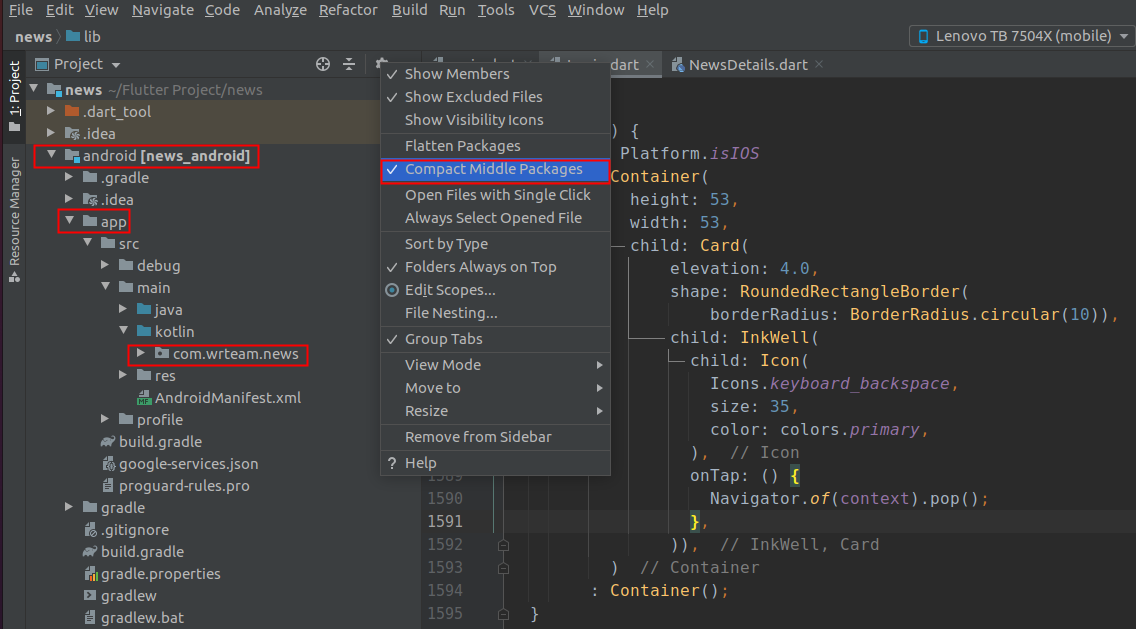 File Edit View Navigate Code Analyze Refactor Build Run Tools VCS Window Help
news lib
Lenovo TB 7504X (mobile)
1: Project
Resource Manager
Project
news ~/Flutter Project/news
.dart_tool
.idea
android [news_android]
.gradle
.idea
app
src
debug
main
java
kotlin
com.wrteam.news
res
AndroidManifest.xml
profile
build.gradle
google-services.json
proguard-rules.pro
gradle
.gitignore
build.gradle
gradle.properties
gradlew
gradlew.bat
Show Members
Show Excluded Files
Show Visibility Icons
Flatten Packages
Compact Middle Packages
Open Files with Single Click
Always Select Opened File
Sort by Type
Folders Always on Top
Edit Scopes...
File Nesting...
Group Tabs
View Mode
Move to
Resize
Remove from Sidebar
? Help
dart
NewsDetails.dart
) {
Platform.isIOS
Container(
height: 53,
width: 53,
child: Card(
elevation: 4.0,
shape: RoundedRectangleBorder(
borderRadius: BorderRadius.circular(10)),
child: InkWell(
child: Icon(
Icons.keyboard_backspace,
size: 35,
color: colors.primary,
), // Icon
1589 onTap: () {
1590 Navigator.of(context).pop();
1591 },
1592 )), // InkWell, Card
1593 ) // Container
1594 : Container();
1595 }